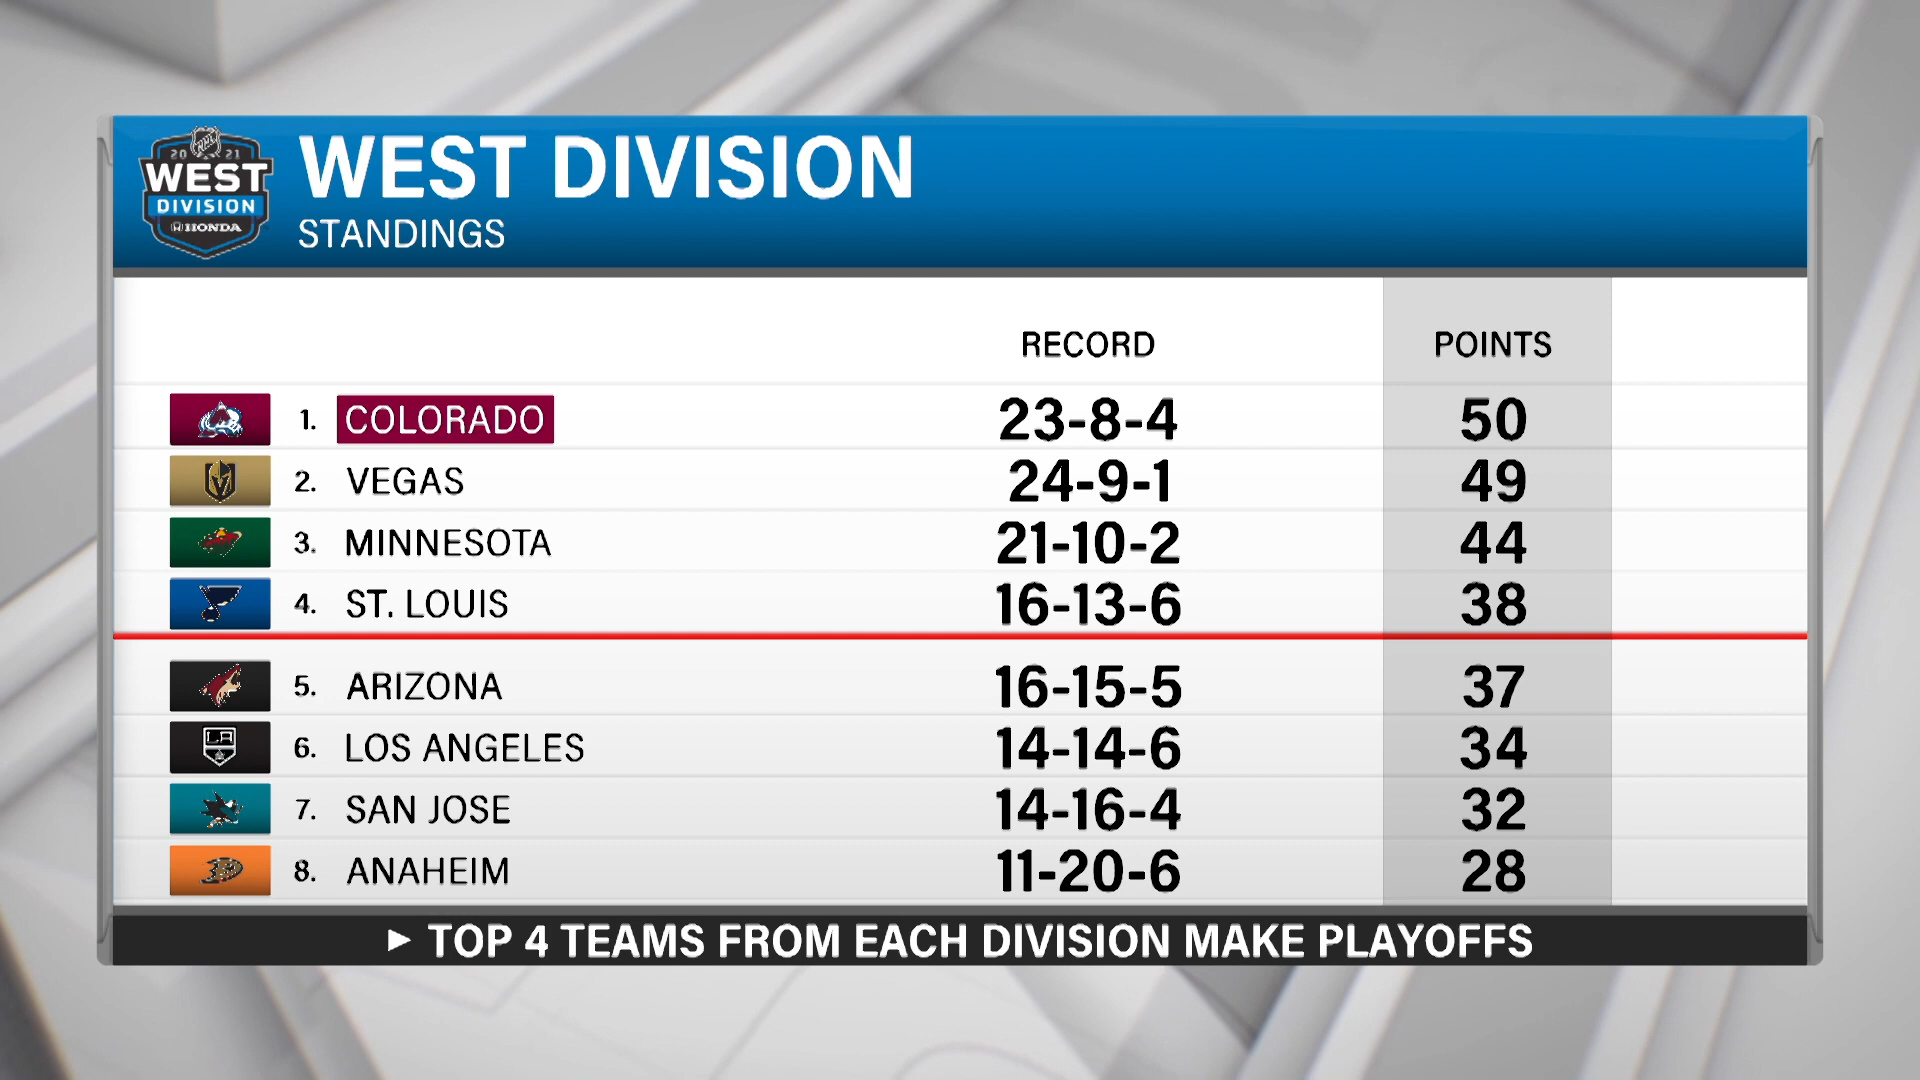 NHL
20 21
WEST
DIVISION
HONDA
WEST DIVISION
STANDINGS
RECORD POINTS
1. COLORADO 23-8-4 50
2. VEGAS 24-9-1 49
3. MINNESOTA 21-10-2 44
4. ST. LOUIS 16-13-6 38
5. ARIZONA 16-15-5 37
LA
6. LOS ANGELES 14-14-6 34
7. SAN JOSE 14-16-4 32
8. ANAHEIM 11-20-6 28
► TOP 4 TEAMS FROM EACH DIVISION MAKE PLAYOFFS